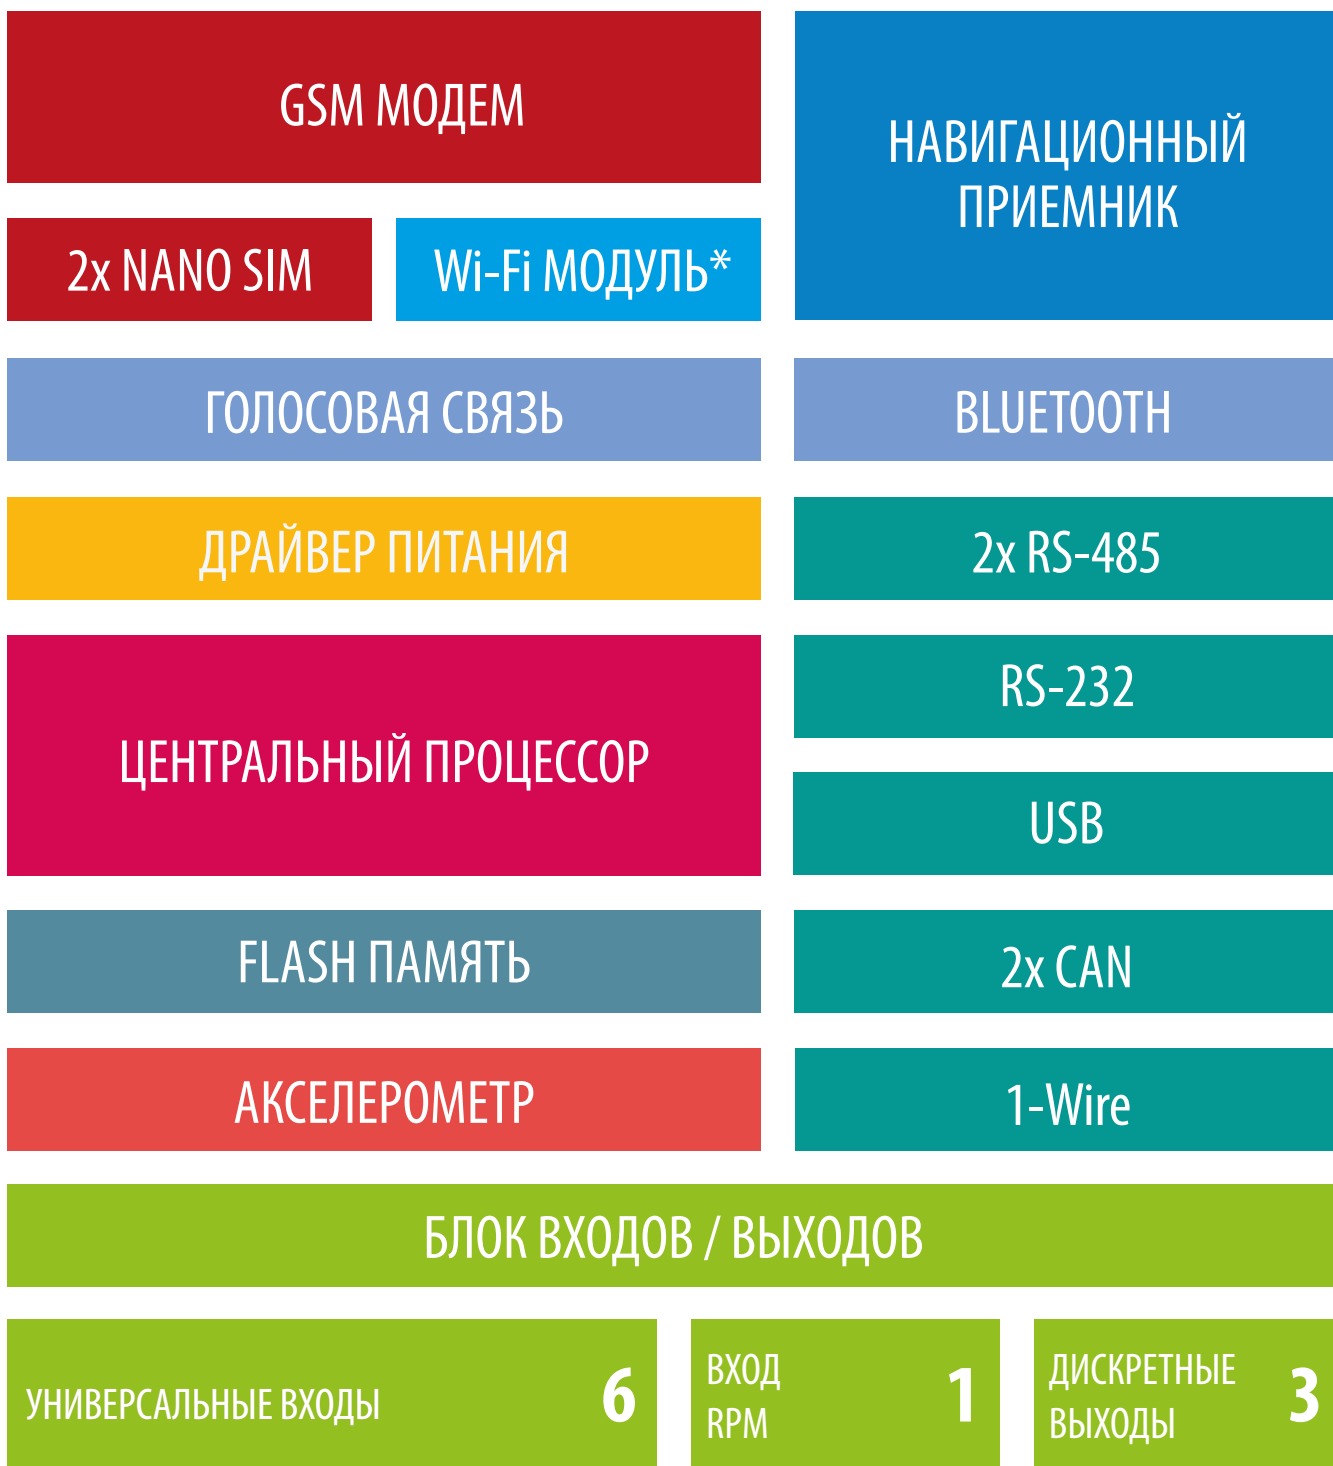 GSM МОДЕМ
НАВИГАЦИОННЫЙ
ПРИЕМНИК
2x NANO SIM
Wi-Fi МОДУЛЬ*
ГОЛОСОВАЯ СВЯЗЬ
BLUETOOTH
ДРАЙВЕР ПИТАНИЯ
2x RS-485
ЦЕНТРАЛЬНЫЙ ПРОЦЕССОР
RS-232
USB
FLASH ПАМЯТЬ
2x CAN
АКСЕЛЕРОМЕТР
1-Wire
БЛОК ВХОДОВ / ВЫХОДОВ
УНИВЕРСАЛЬНЫЕ ВХОДЫ 6
ВХОД
RPM
1
ДИСКРЕТНЫЕ
ВЫХОДЫ
3